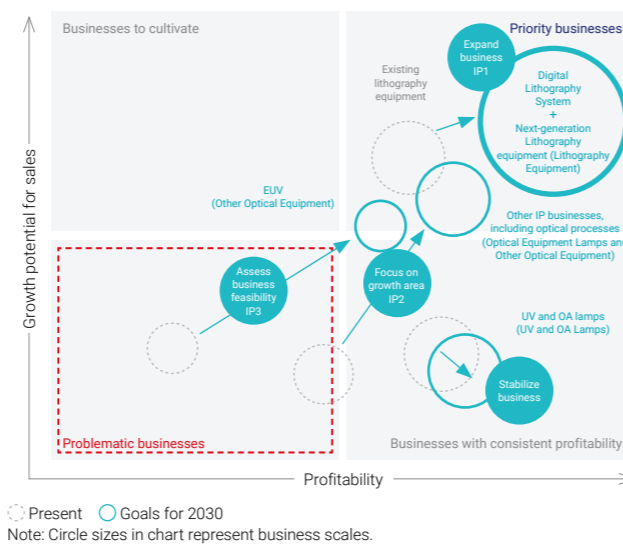 Businesses to cultivate
Priority businesses
Expand
business
IP1
Existing
lithography
equipment
Digital
Lithography
System
+
Next-generation
Lithography
equipment (Lithography
Equipment)
EUV
(Other Optical Equipment)
Other IP businesses,
including optical processes
(Optical Equipment Lamps and
Other Optical Equipment)
Assess
business
feasibility
IP3
Focus on
growth area
IP2
UV and OA lamps
(UV and OA Lamps)
Stabilize
business
Problematic businesses
Businesses with consistent profitability
Growth potential for sales
Profitability
Present
Goals for 2030
Note: Circle sizes in chart represent business scales.